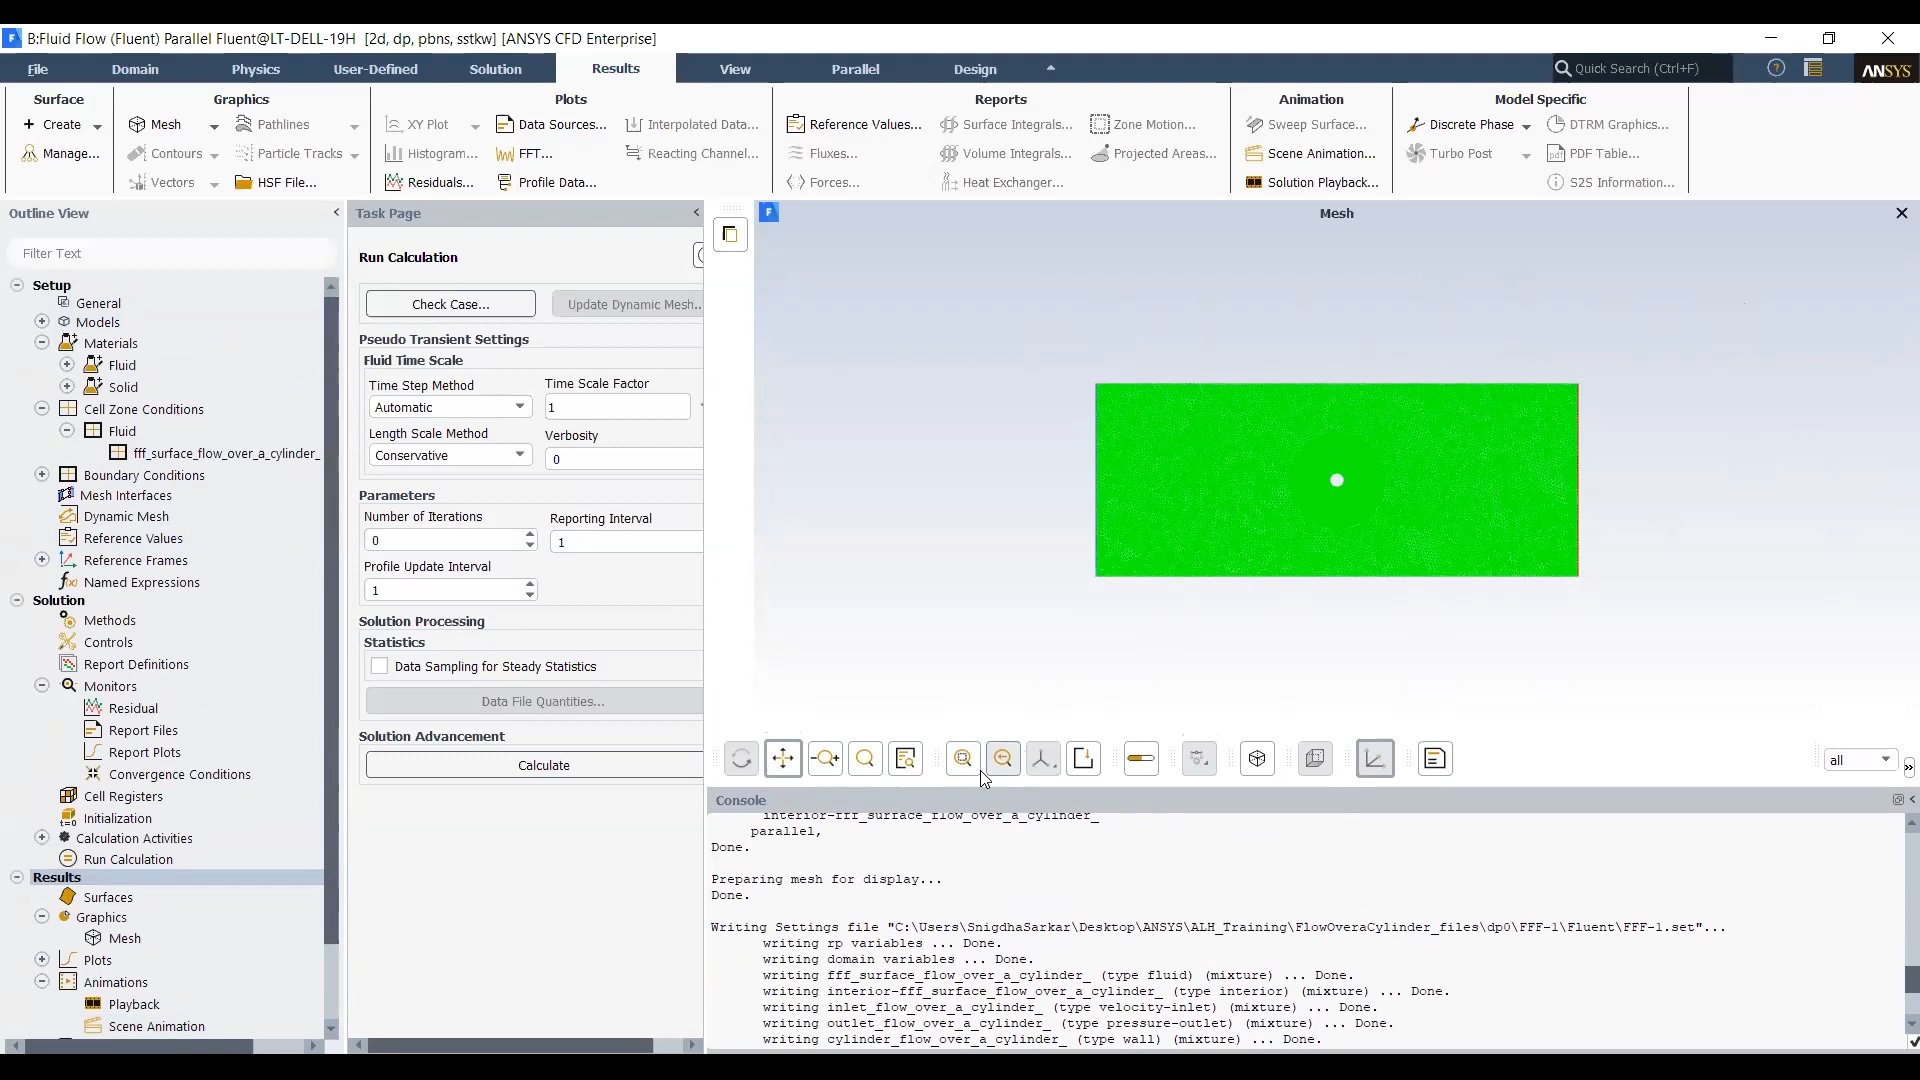 B:Fluid Flow (Fluent) Parallel Fluent@LT-DELL-19H [2d, dp, pbns, sstkw] [ANSYS CFD Enterprise]
File Domain Physics User-Defined Solution Results View Parallel Design Quick Search (Ctrl+F) ANSYS
Surface Graphics Plots Reports Animation Model Specific
Create Mesh Pathlines XY Plot Data Sources... Interpolated Data... Reference Values... Surface Integrals... Zone Motion... Sweep Surface... Discrete Phase DTRM Graphics...
Manage... Contours Particle Tracks Histogram... FFT... Reacting Channel... Fluxes... Volume Integrals... Projected Areas... Scene Animation... Turbo Post PDF Table...
Vectors HSF File... Residuals... Profile Data... Forces... Heat Exchanger... Solution Playback... S2S Information...
Outline View
Filter Text
Setup
General
Models
Materials
Fluid
Solid
Cell Zone Conditions
Fluid
fff_surface_flow_over_a_cylinder_
Boundary Conditions
Mesh Interfaces
Dynamic Mesh
Reference Values
Reference Frames
Named Expressions
Solution
Methods
Controls
Report Definitions
Monitors
Residual
Report Files
Report Plots
Convergence Conditions
Cell Registers
Initialization
Calculation Activities
Run Calculation
Results
Surfaces
Graphics
Mesh
Plots
Animations
Playback
Scene Animation
Task Page
Run Calculation
Check Case... Update Dynamic Mesh..
Pseudo Transient Settings
Fluid Time Scale
Time Step Method Time Scale Factor
Automatic 1
Length Scale Method Verbosity
Conservative 0
Parameters
Number of Iterations Reporting Interval
0 1
Profile Update Interval
1
Solution Processing
Statistics
Data Sampling for Steady Statistics
Data File Quantities...
Solution Advancement
Calculate
Mesh
all
Console
interior-fff_surface_flow_over_a_cylinder_
parallel,
Done.
Preparing mesh for display...
Done.
Writing Settings file "C:\Users\SnigdhaSarkar\Desktop\ANSYS\ALH_Training\FlowOveraCylinder_files\dp0\FFF-1\Fluent\FFF-1.set"...
writing rp variables ... Done.
writing domain variables ... Done.
writing fff_surface_flow_over_a_cylinder_ (type fluid) (mixture) ... Done.
writing interior-fff_surface_flow_over_a_cylinder_ (type interior) (mixture) ... Done.
writing inlet_flow_over_a_cylinder_ (type velocity-inlet) (mixture) ... Done.
writing outlet_flow_over_a_cylinder_ (type pressure-outlet) (mixture) ... Done.
writing cylinder_flow_over_a_cylinder_ (type wall) (mixture) ... Done.